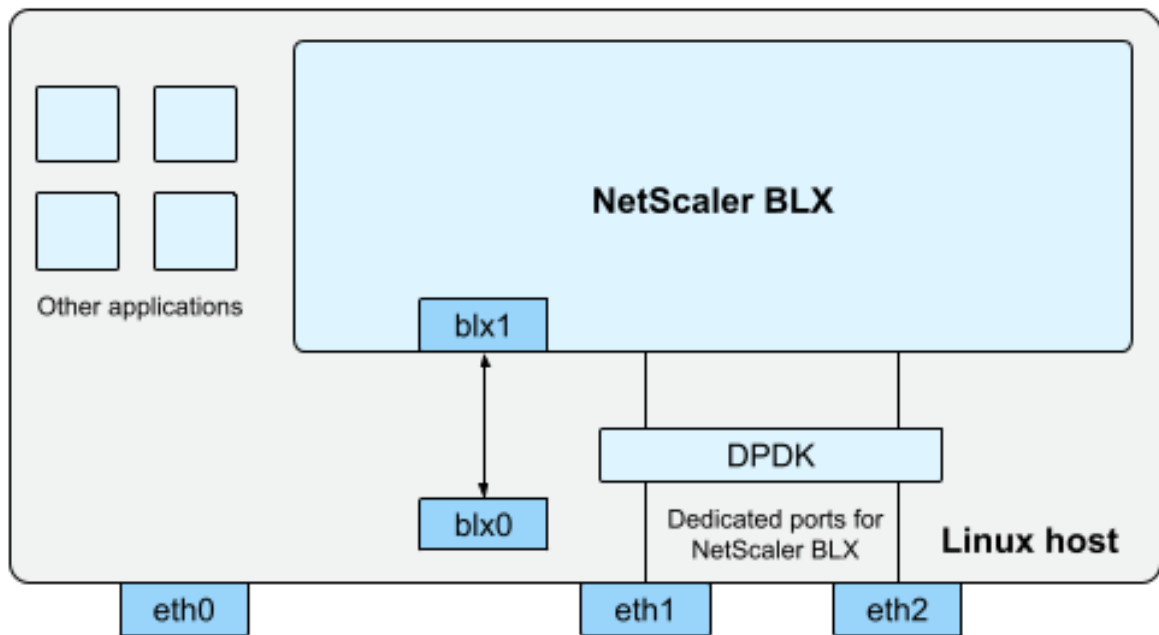 NetScaler BLX
Other applications
blx1
DPDK
blx0
Dedicated ports for
NetScaler BLX
Linux host
eth0
eth1
eth2